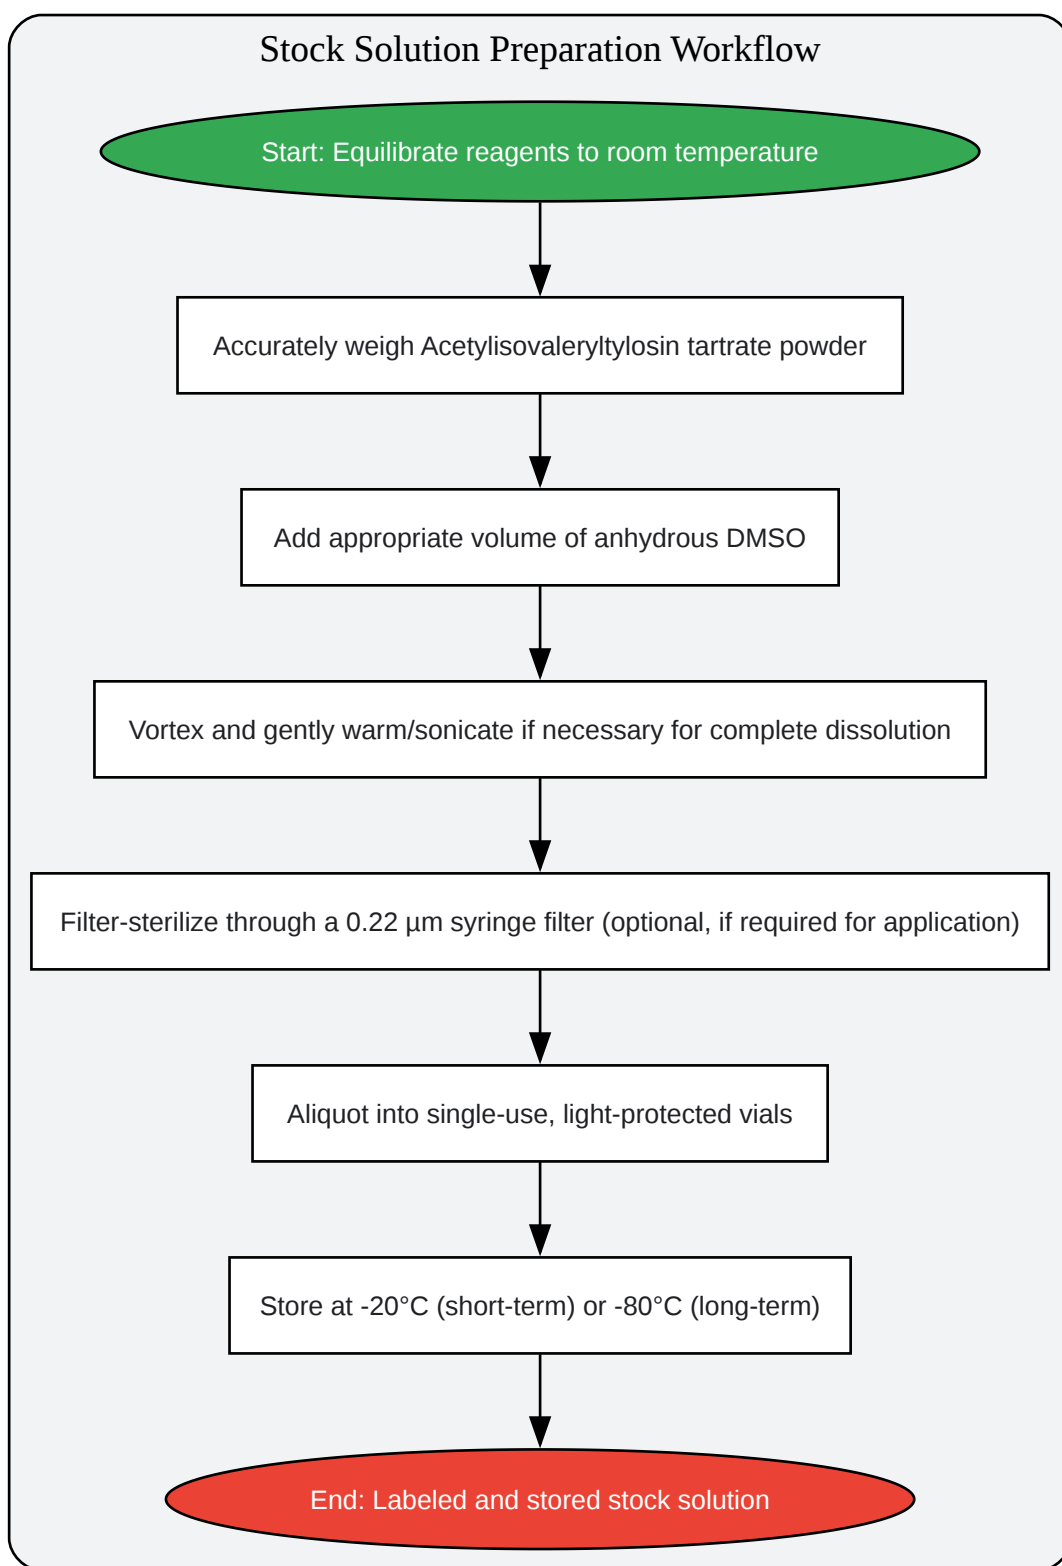 Stock Solution Preparation Workflow
Start: Equilibrate reagents to room temperature
Accurately weigh Acetylisovaleryltylosin tartrate powder
Add appropriate volume of anhydrous DMSO
Vortex and gently warm/sonicate if necessary for complete dissolution
Filter-sterilize through a 0.22 µm syringe filter (optional, if required for application)
Aliquot into single-use, light-protected vials
Store at -20°C (short-term) or -80°C (long-term)
End: Labeled and stored stock solution